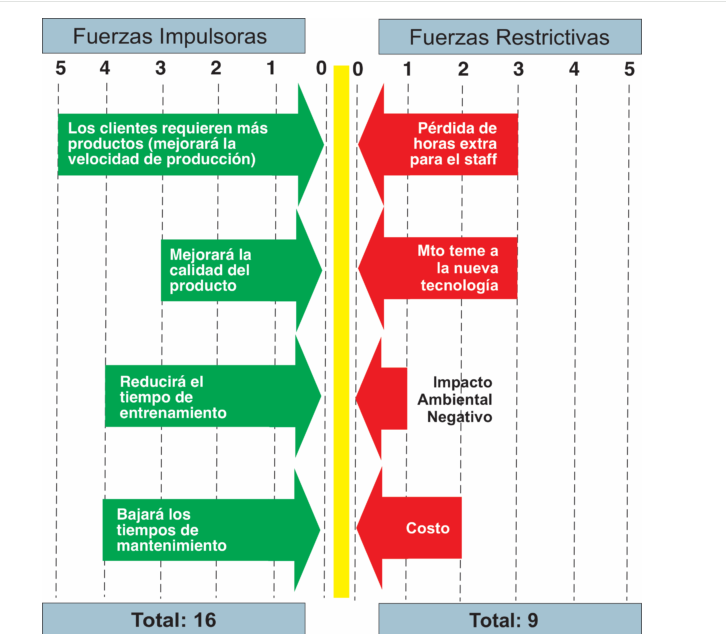 Fuerzas Impulsoras
Fuerzas Restrictivas
5 4 3 2 1 0 0 1 2 3 4 5
Los clientes requieren más
productos (mejorará la
velocidad de producción)
Pérdida de
horas extra
para el staff
Mejorará la
calidad del
producto
Mto teme a
la nueva
tecnología
Reducirá el
tiempo de
entrenamiento
Impacto
Ambiental
Negativo
Bajará los
tiempos de
mantenimiento
Costo
Total: 16
Total: 9